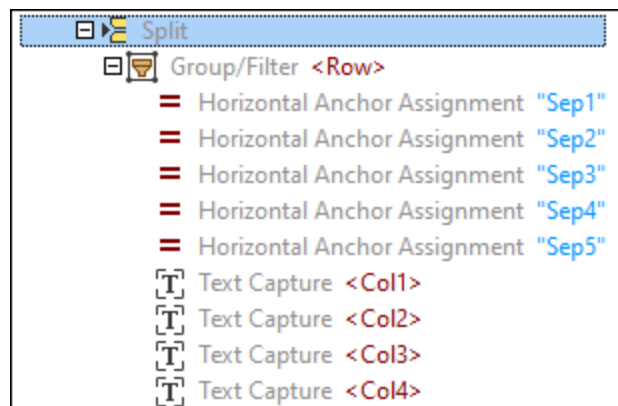 Split
Group/Filter <Row>
Horizontal Anchor Assignment "Sep1"
Horizontal Anchor Assignment "Sep2"
Horizontal Anchor Assignment "Sep3"
Horizontal Anchor Assignment "Sep4"
Horizontal Anchor Assignment "Sep5"
Text Capture <Col1>
Text Capture <Col2>
Text Capture <Col3>
Text Capture <Col4>